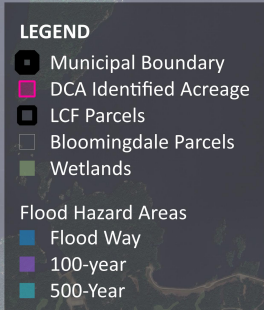 LEGEND
Municipal Boundary
DCA Identified Acreage
LCF Parcels
Bloomingdale Parcels
Wetlands
Flood Hazard Areas
Flood Way
100-year
500-Year